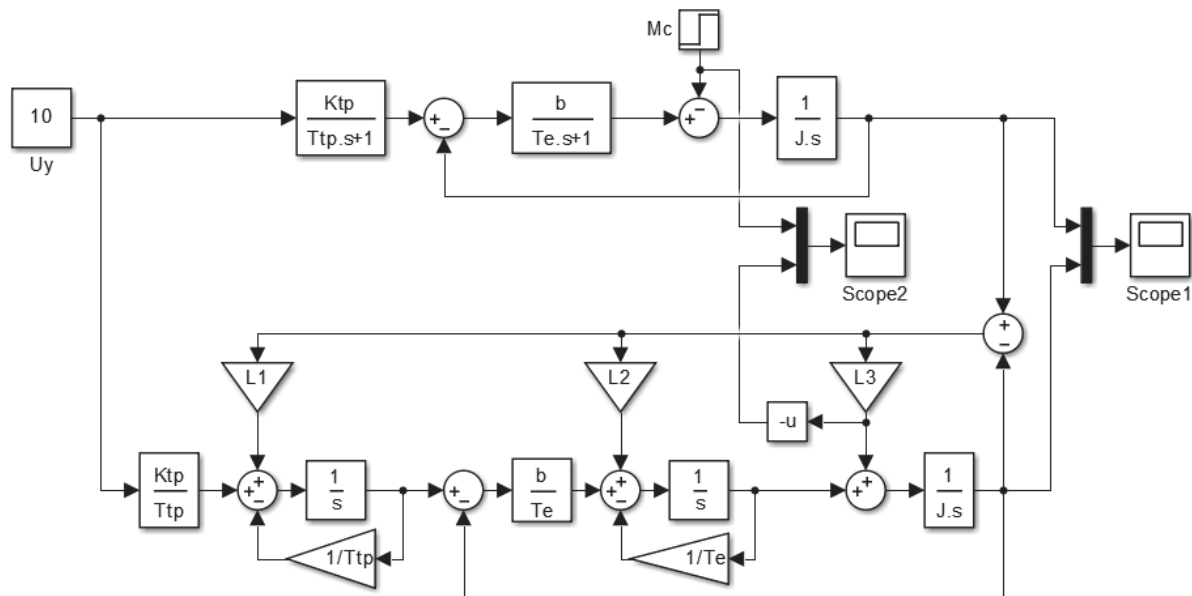 Mc
10
Uy
Ktp
Ttp.s+1
+
−
b
Te.s+1
−
+
1
J.s
Scope2
Scope1
+
−
L1
L2
L3
-u
Ktp
Ttp
+
+
−
1
s
+
−
b
Te
+
+
−
1
s
+
+
1
J.s
1/Ttp
1/Te